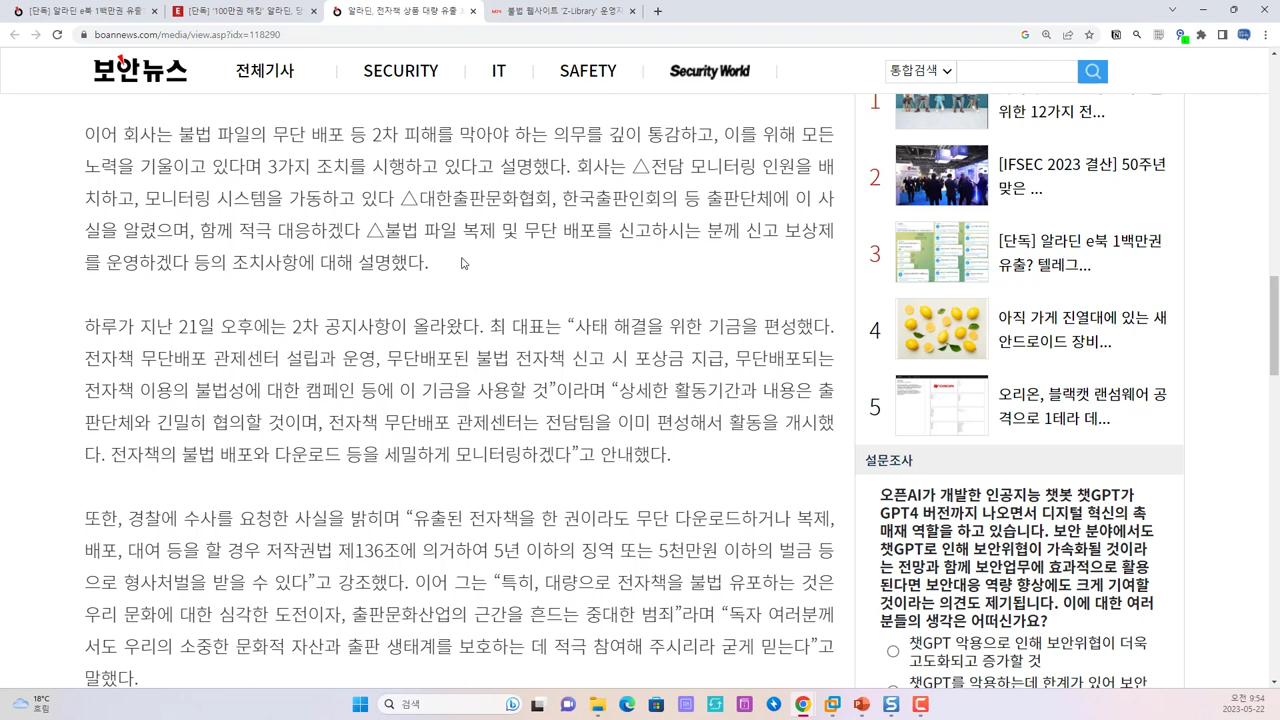 [단독] 알라딘 e북 1백만권 유출?
[단독] '100만권 해킹' 알라딘, 단
알라딘, 전자책 상품 대량 유출
불법 웹사이트 'Z-Library' 운영자
boannews.com/media/view.asp?idx=118290
보안뉴스
전체기사
SECURITY
IT
SAFETY
Security World
통합검색
이어 회사는 불법 파일의 무단 배포 등 2차 피해를 막아야 하는 의무를 깊이 통감하고, 이를 위해 모든
노력을 기울이고 있다며 3가지 조치를 시행하고 있다고 설명했다. 회사는 △전담 모니터링 인원을 배
치하고, 모니터링 시스템도 가동하고 있다 △대한출판문화협회, 한국출판인회의 등 출판단체에 이 사
실을 알렸으며, 함께 적극 대응하겠다 △불법 파일 복제 및 무단 배포를 신고하시는 분께 신고 보상제
를 운영하겠다 등의 조치사항에 대해 설명했다.
하루가 지난 21일 오후에는 2차 공지사항이 올라왔다. 최 대표는 “사태 해결을 위한 기금을 편성했다.
전자책 무단배포 관제센터 설립과 운영, 무단배포된 불법 전자책 신고 시 포상금 지급, 무단배포되는
전자책 이용의 불법성에 대한 캠페인 등에 이 기금을 사용할 것”이라며 “상세한 활동기간과 내용은 출
판단체와 긴밀히 협의할 것이며, 전자책 무단배포 관제센터는 전담팀을 이미 편성해서 활동을 개시했
다. 전자책의 불법 배포와 다운로드 등을 세밀하게 모니터링하겠다”고 안내했다.
또한, 경찰에 수사를 요청한 사실을 밝히며 “유출된 전자책을 한 권이라도 무단 다운로드하거나 복제,
배포, 대여 등을 할 경우 저작권법 제136조에 의거하여 5년 이하의 징역 또는 5천만원 이하의 벌금 등
으로 형사처벌을 받을 수 있다”고 강조했다. 이어 그는 “특히, 대량으로 전자책을 불법 유포하는 것은
우리 문화에 대한 심각한 도전이자, 출판문화산업의 근간을 흔드는 중대한 범죄”라며 “독자 여러분께
서도 우리의 소중한 문화적 자산과 출판 생태계를 보호하는 데 적극 참여해 주시리라 굳게 믿는다”고
말했다.
1
위한 12가지 전...
2
[IFSEC 2023 결산] 50주년
맞은 ...
3
[단독] 알라딘 e북 1백만권
유출? 텔레그...
4
아직 가게 진열대에 있는 새
안드로이드 장비...
5
오리온, 블랙캣 랜섬웨어 공
격으로 1테라 데...
설문조사
오픈AI가 개발한 인공지능 챗봇 챗GPT가
GPT4 버전까지 나오면서 디지털 혁신의 촉
매재 역할을 하고 있습니다. 보안 분야에서도
챗GPT로 인해 보안위협이 가속화될 것이라
는 전망과 함께 보안업무에 효과적으로 활용
된다면 보안대응 역량 향상에도 크게 기여할
것이라는 의견도 제기됩니다. 이에 대한 여러
분들의 생각은 어떠신가요?
챗GPT 악용으로 인해 보안위협이 더욱
고도화되고 증가할 것
챗GPT를 악용하는데 한계가 있어 보안
18°C
흐림
검색
오전 9:54
2023-05-22